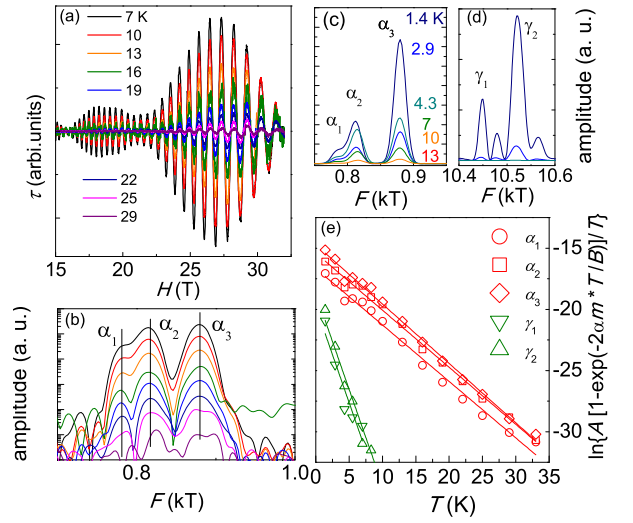 (a)
7 K
10
13
16
19
22
25
29
τ (arbi.units)
15 20 25 30
H (T)
(b)
α1 α2 α3
amplitude (a. u.)
0.8 1.0
F (kT)
(c)
α1
α2
α3
1.4 K
2.9
4.3
7
10
13
0.8 0.9
F (kT)
(d)
γ1
γ2
amplitude (a. u.)
10.4 10.5 10.6
F (kT)
(e)
α1
α2
α3
γ1
γ2
ln{A [1-exp(-2αm* T/B)]/T}
-15
-20
-25
-30
0 5 10 15 20 25 30 35
T (K)